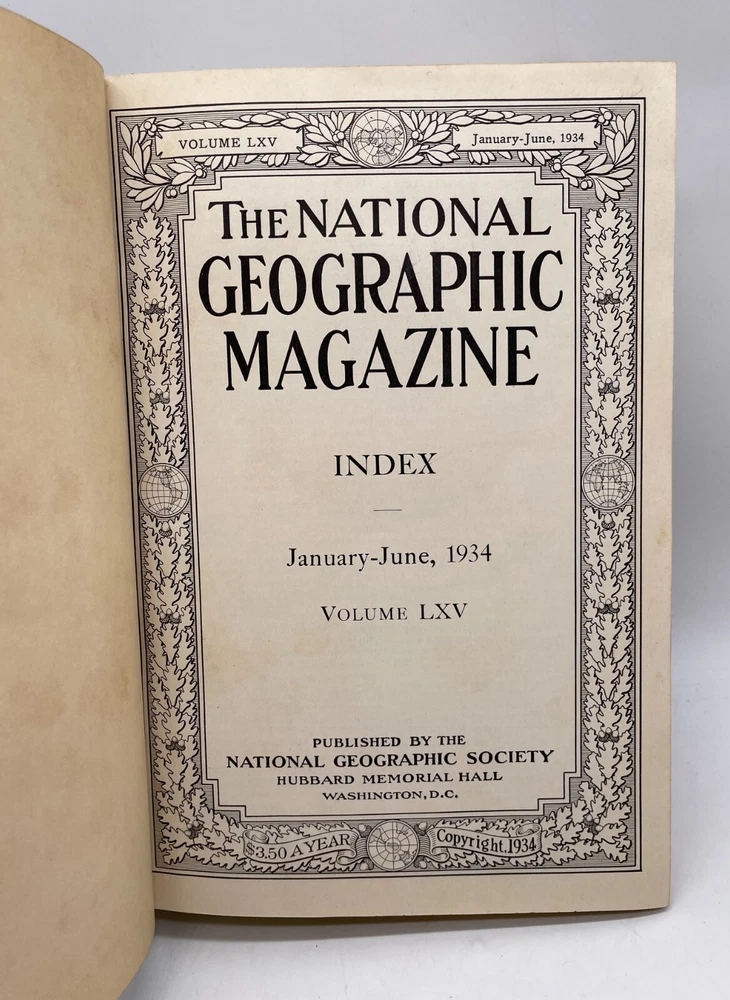 VOLUME LXV
January-June, 1934
THE NATIONAL
GEOGRAPHIC
MAGAZINE
INDEX
January-June, 1934
VOLUME LXV
PUBLISHED BY THE
NATIONAL GEOGRAPHIC SOCIETY
HUBBARD MEMORIAL HALL
WASHINGTON, D.C.
$3.50 A YEAR
Copyright, 1934